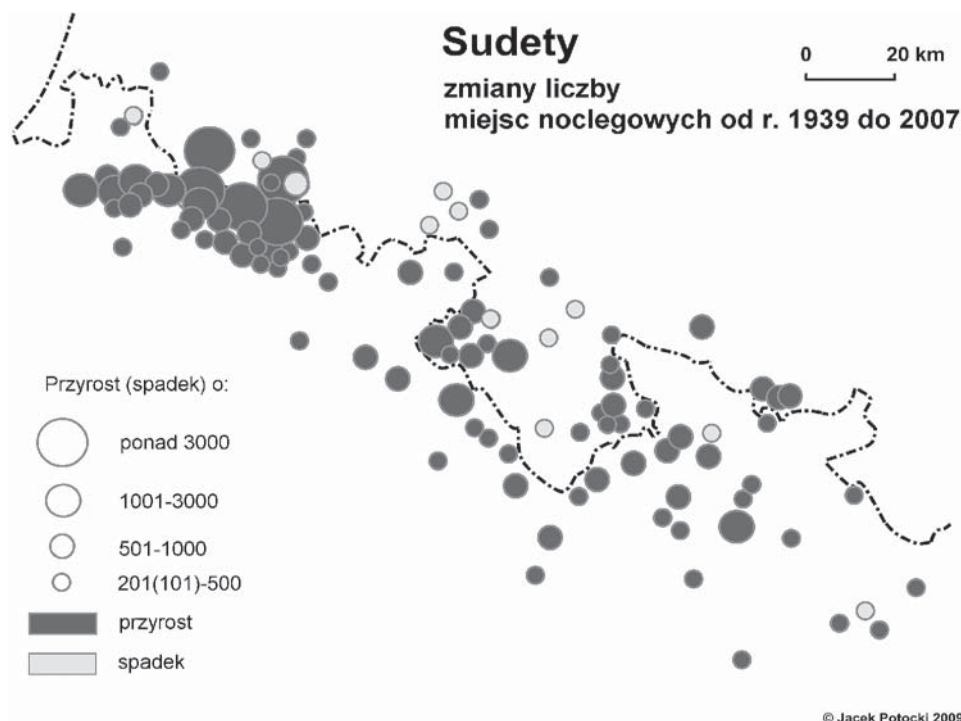 Sudety
zmiany liczby
miejsc noclegowych od r. 1939 do 2007
0 20 km
Przyrost (spadek) o:
ponad 3000
1001-3000
501-1000
201(101)-500
przyrost
spadek
© Jacek Potocki 2009